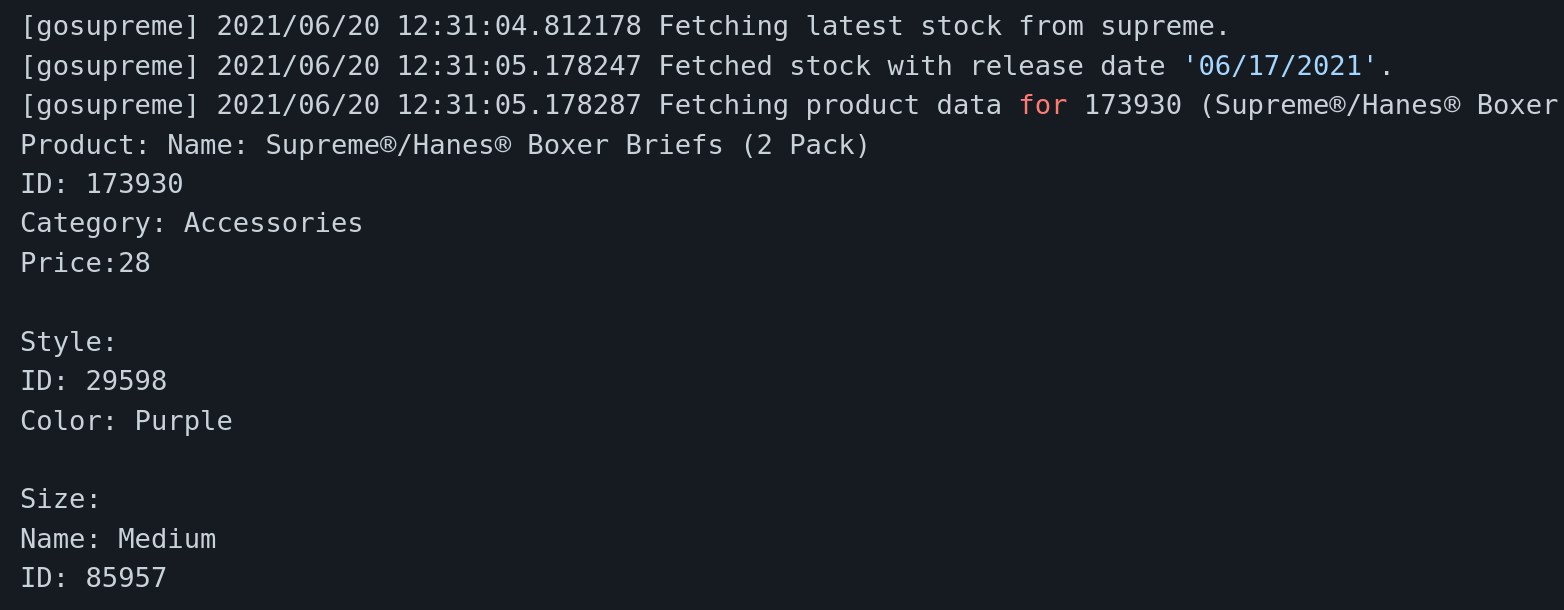 [gosupreme] 2021/06/20 12:31:04.812178 Fetching latest stock from supreme.
[gosupreme] 2021/06/20 12:31:05.178247 Fetched stock with release date '06/17/2021'.
[gosupreme] 2021/06/20 12:31:05.178287 Fetching product data for 173930 (Supreme®/Hanes® Boxer
Product: Name: Supreme®/Hanes® Boxer Briefs (2 Pack)
ID: 173930
Category: Accessories
Price:28
Style:
ID: 29598
Color: Purple
Size:
Name: Medium
ID: 85957